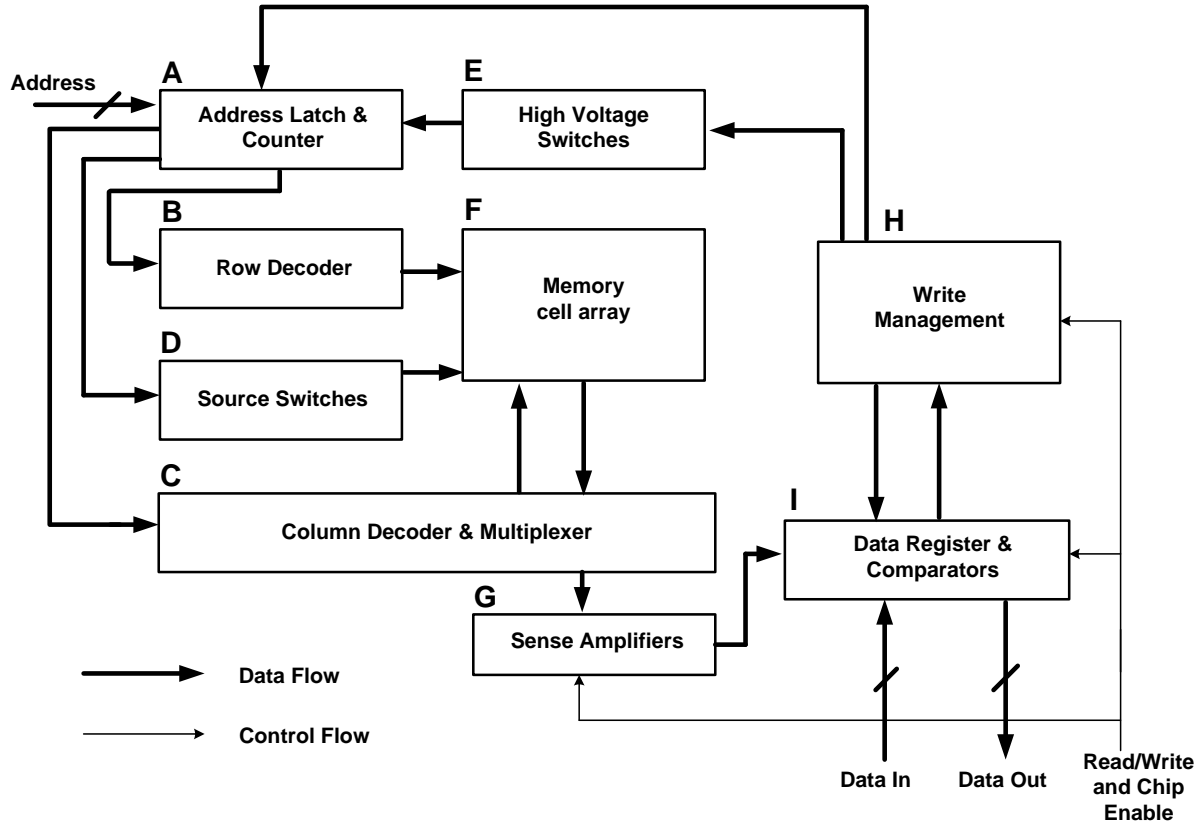 A
E
Address
Address Latch &
Counter
High Voltage
Switches
B
F
H
Row Decoder
Memory
cell array
Write
Management
D
Source Switches
C
I
Column Decoder & Multiplexer
Data Register &
Comparators
G
Sense Amplifiers
Data Flow
Control Flow
Data In
Data Out
Read/Write
and Chip
Enable